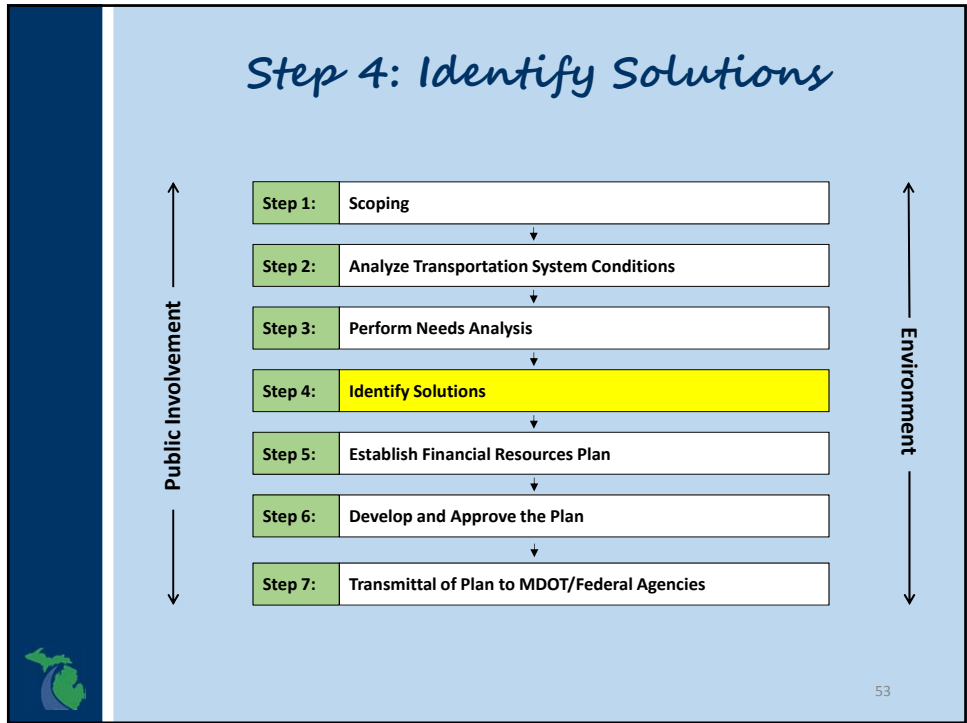 Step 4: Identify Solutions
Public Involvement
Step 1: Scoping
Step 2: Analyze Transportation System Conditions
Step 3: Perform Needs Analysis
Step 4: Identify Solutions
Step 5: Establish Financial Resources Plan
Step 6: Develop and Approve the Plan
Step 7: Transmittal of Plan to MDOT/Federal Agencies
Environment
53